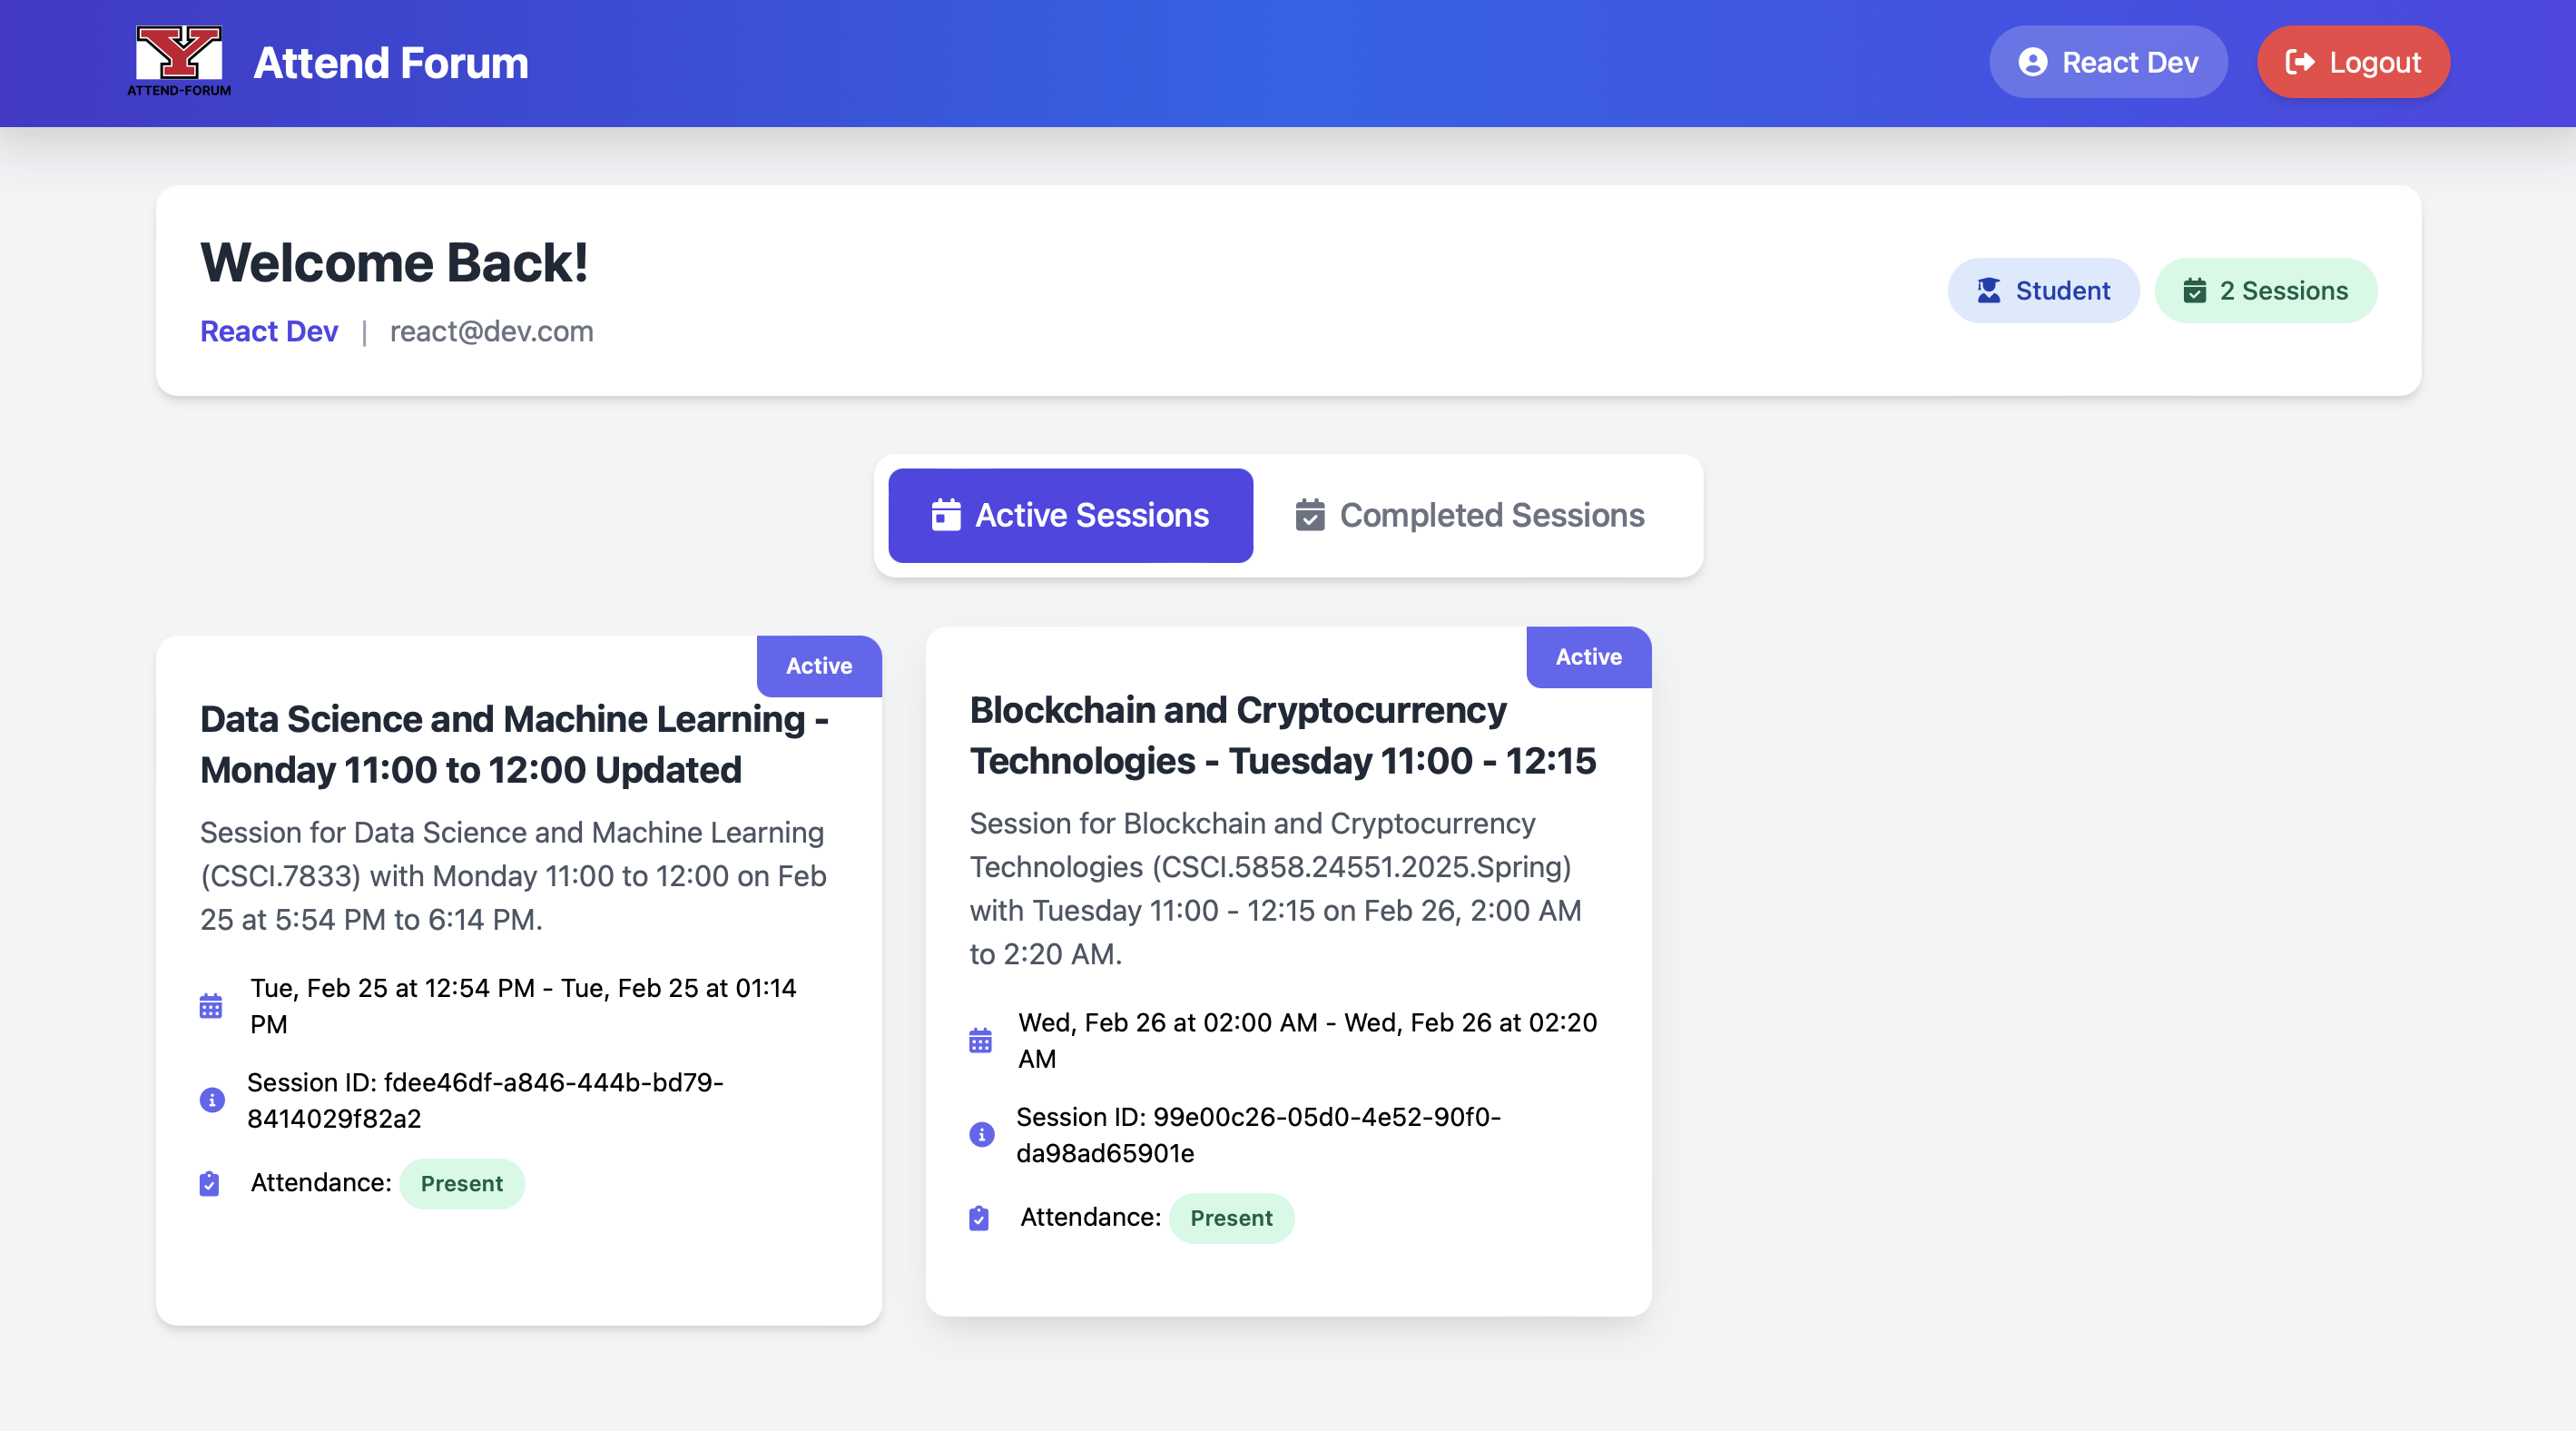 Y
ATTEND-FORUM
Attend Forum
React Dev
Logout
Welcome Back!
React Dev | react@dev.com
Student
2 Sessions
Active Sessions
Completed Sessions
Active
Data Science and Machine Learning -
Monday 11:00 to 12:00 Updated
Session for Data Science and Machine Learning
(CSCI.7833) with Monday 11:00 to 12:00 on Feb
25 at 5:54 PM to 6:14 PM.
Tue, Feb 25 at 12:54 PM - Tue, Feb 25 at 01:14
PM
Session ID: fdee46df-a846-444b-bd79-
8414029f82a2
Attendance: Present
Active
Blockchain and Cryptocurrency
Technologies - Tuesday 11:00 - 12:15
Session for Blockchain and Cryptocurrency
Technologies (CSCI.5858.24551.2025.Spring)
with Tuesday 11:00 - 12:15 on Feb 26, 2:00 AM
to 2:20 AM.
Wed, Feb 26 at 02:00 AM - Wed, Feb 26 at 02:20
AM
Session ID: 99e00c26-05d0-4e52-90f0-
da98ad65901e
Attendance: Present